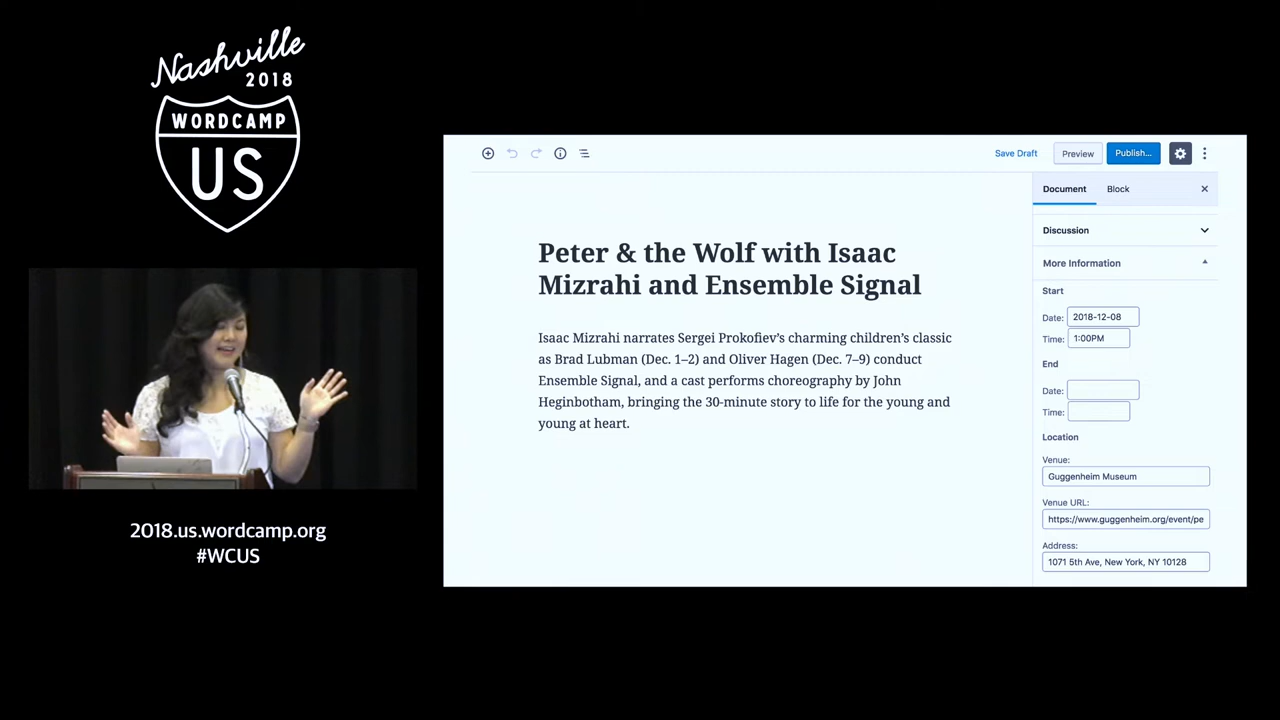 Nashville
2018
WORDCAMP
US
2018.us.wordcamp.org
#WCUS
Save Draft
Preview
Publish...
Document
Block
Discussion
More Information
Peter & the Wolf with Isaac
Mizrahi and Ensemble Signal
Isaac Mizrahi narrates Sergei Prokofiev’s charming children’s classic
as Brad Lubman (Dec. 1–2) and Oliver Hagen (Dec. 7–9) conduct
Ensemble Signal, and a cast performs choreography by John
Heginbotham, bringing the 30-minute story to life for the young and
young at heart.
Start
Date: 2018-12-08
Time: 1:00PM
End
Date:
Time:
Location
Venue:
Guggenheim Museum
Venue URL:
https://www.guggenheim.org/event/pe
Address:
1071 5th Ave, New York, NY 10128